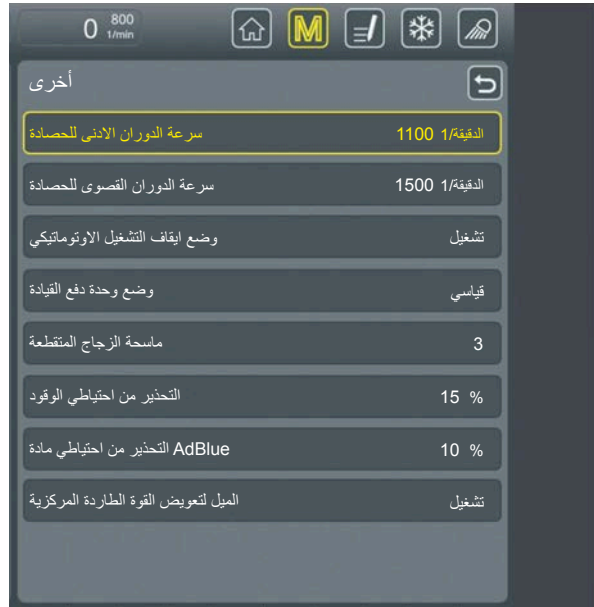 0 800 1/min M
أخرى
سرعة الدوران الادنى للحصادة 1100 الدقيقة/1
سرعة الدوران القصوى للحصادة 1500 الدقيقة/1
وضع ايقاف التشغيل الاوتوماتيكي تشغيل
وضع وحدة دفع القيادة قياسي
ماسحة الزجاج المتقطعة 3
التحذير من احتياطي الوقود 15 %
التحذير من احتياطي مادة AdBlue 10 %
الميل لتعويض القوة الطاردة المركزية تشغيل